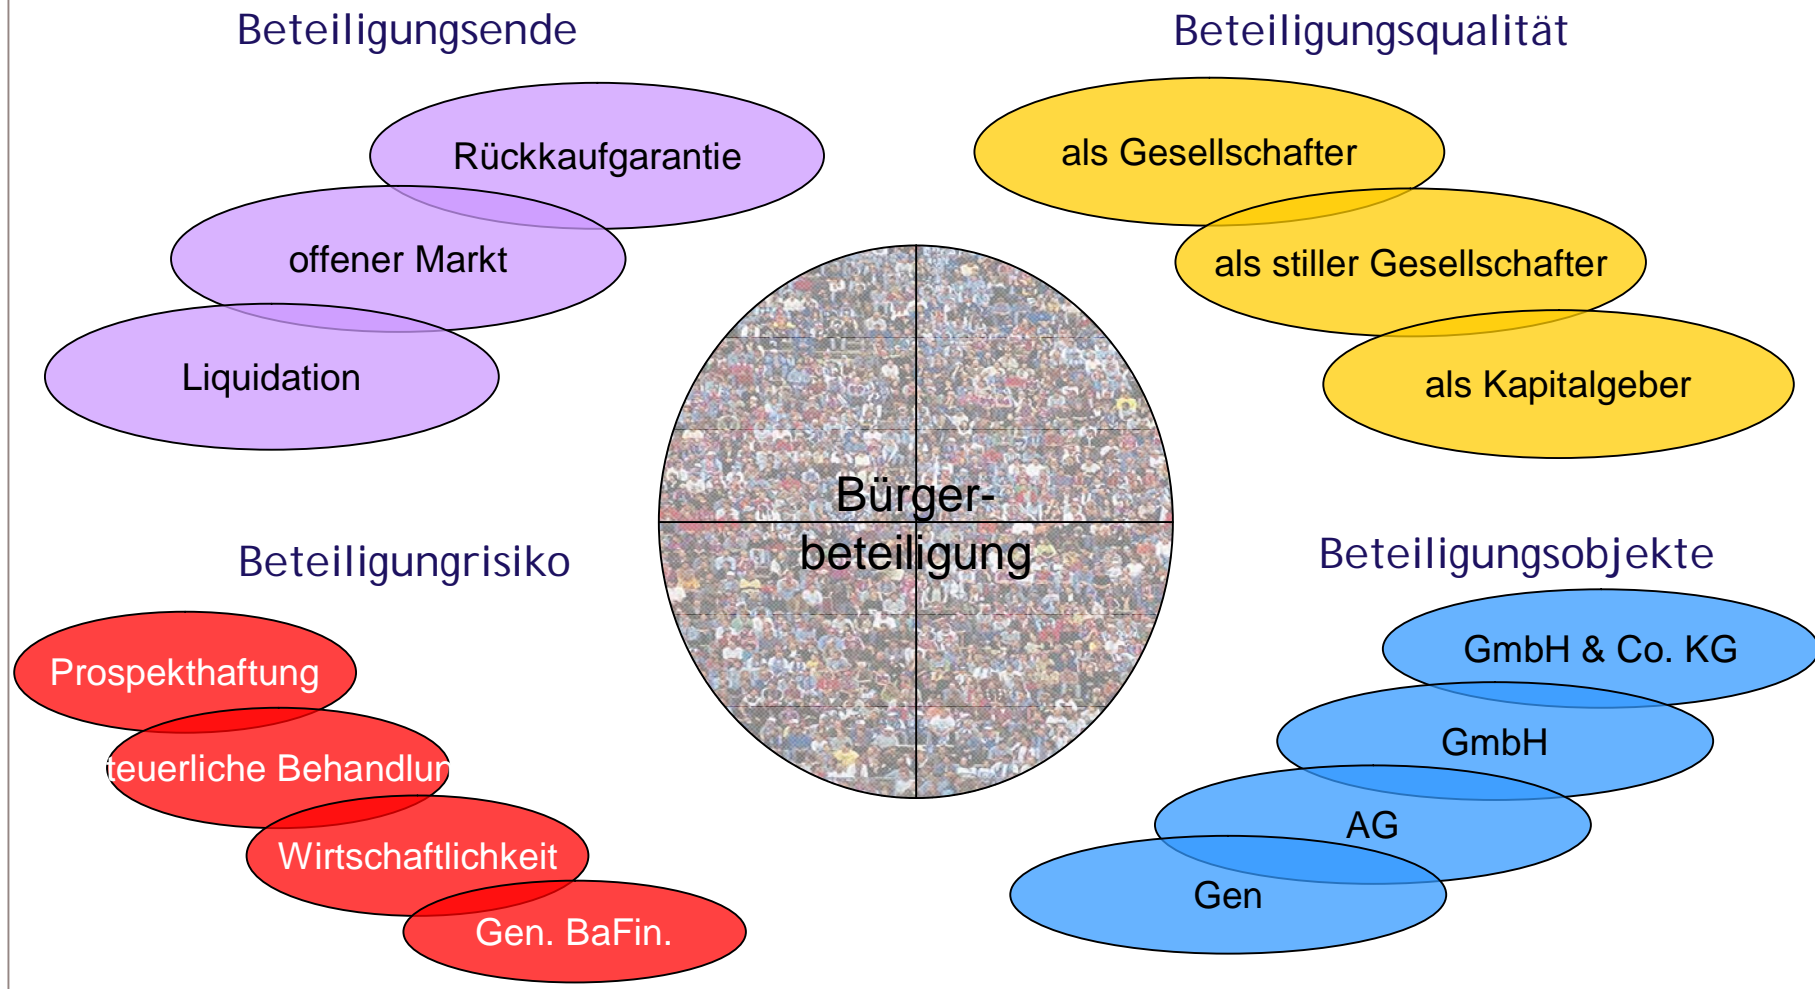 Beteiligungsende
Rückkaufgarantie
offener Markt
Liquidation
Beteiligungsqualität
als Gesellschafter
als stiller Gesellschafter
als Kapitalgeber
Bürger-
beteiligung
Beteiligungrisiko
Prospekthaftung
teuerliche Behandlun
Wirtschaftlichkeit
Gen. BaFin.
Beteiligungsobjekte
GmbH & Co. KG
GmbH
AG
Gen